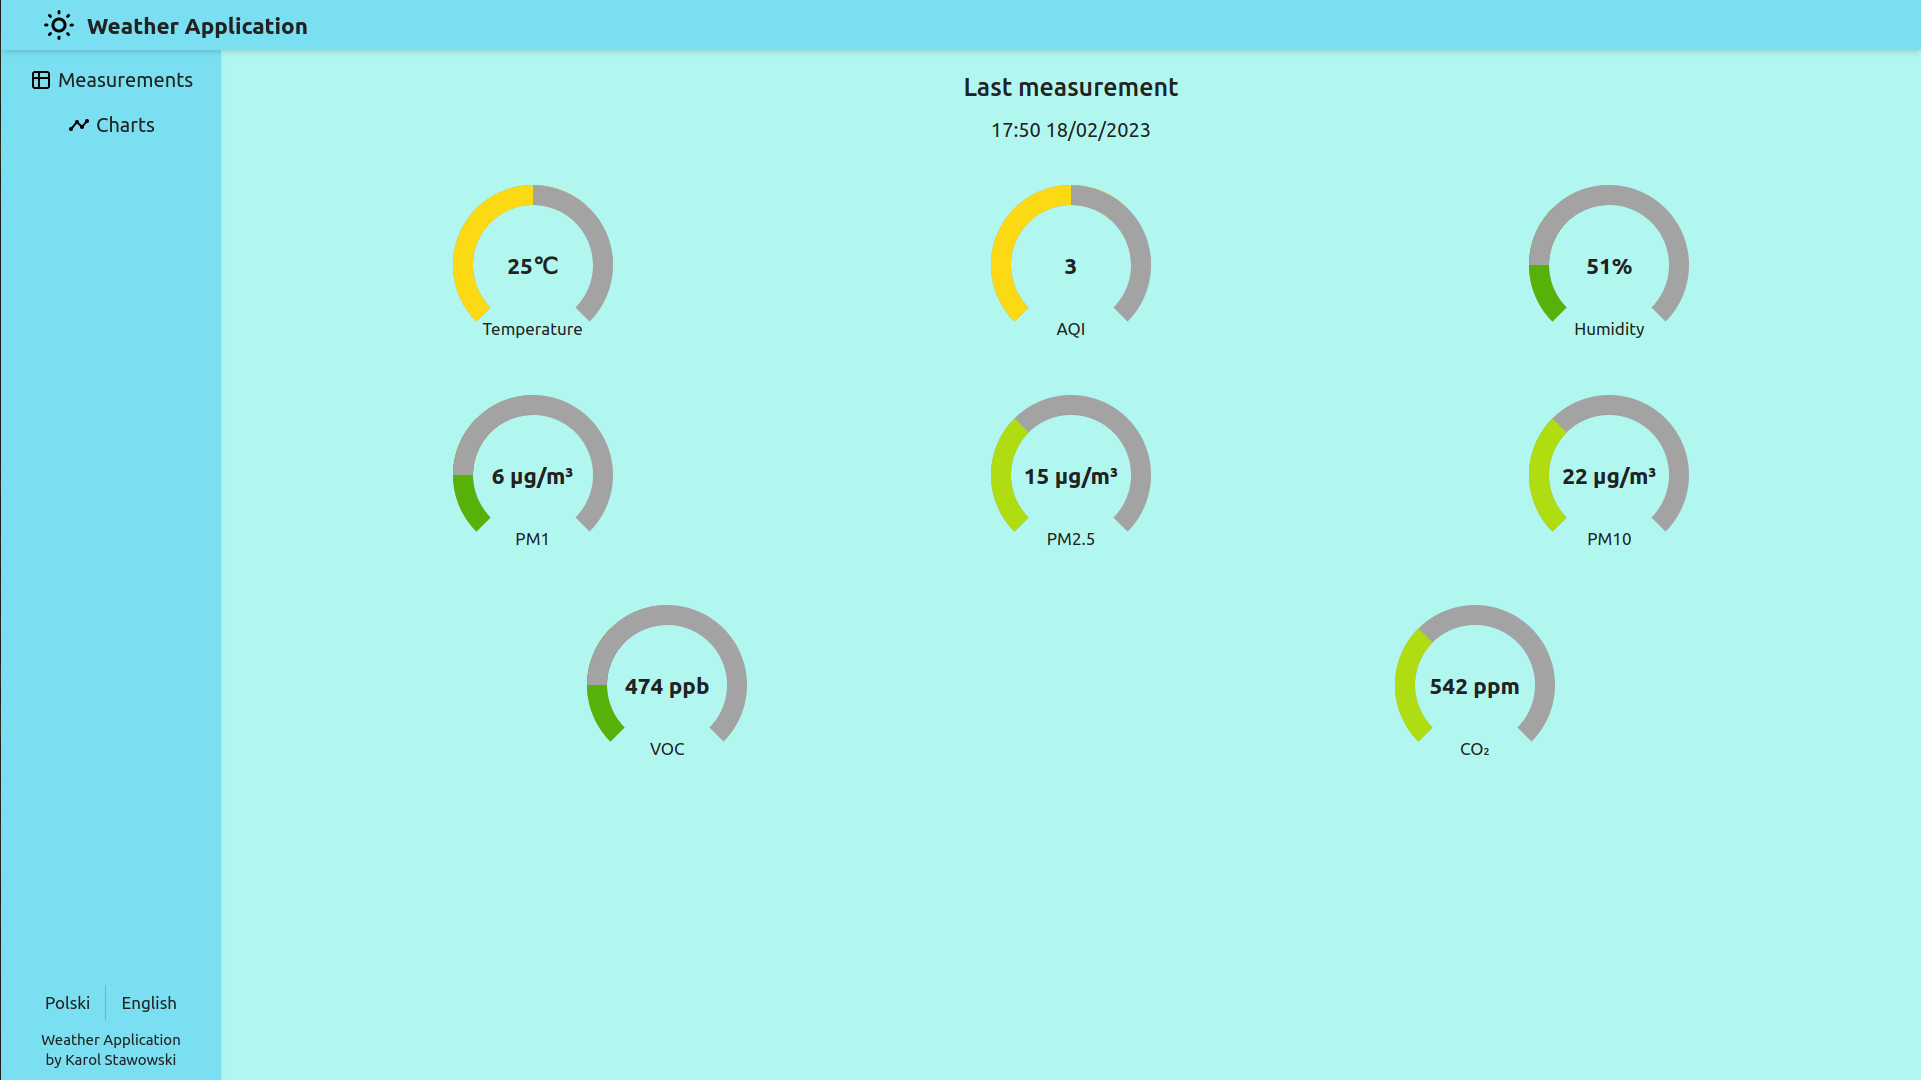 Weather Application
Measurements
Charts
Last measurement
17:50 18/02/2023
25℃
Temperature
3
AQI
51%
Humidity
6 µg/m³
PM1
15 µg/m³
PM2.5
22 µg/m³
PM10
474 ppb
VOC
542 ppm
CO₂
Polski
English
Weather Application
by Karol Stawowski